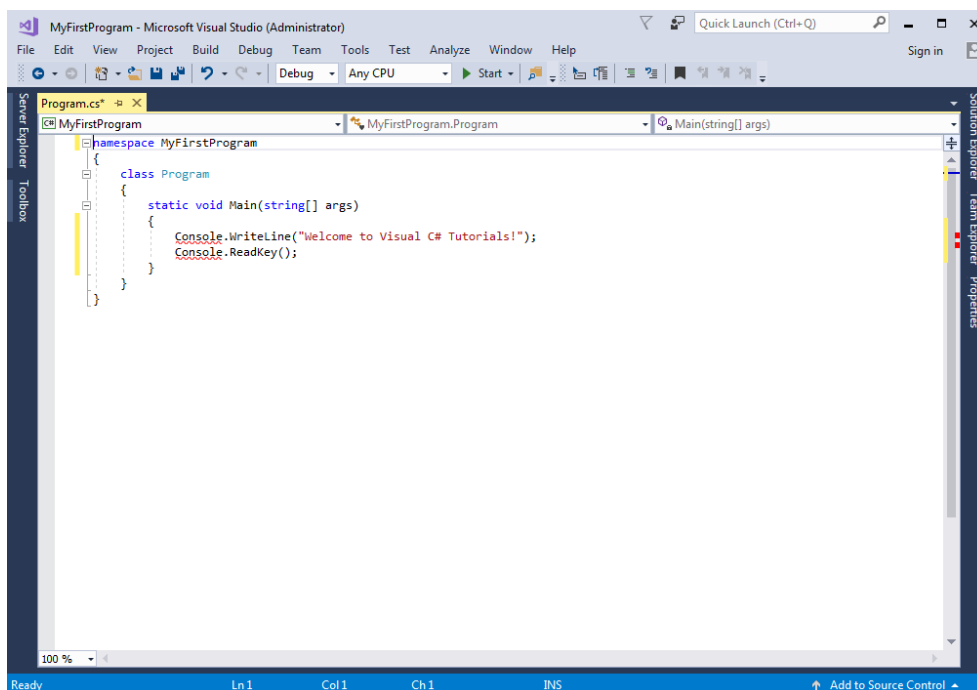 MyFirstProgram - Microsoft Visual Studio (Administrator)
Quick Launch (Ctrl+Q)
File Edit View Project Build Debug Team Tools Test Analyze Window Help
Sign in
Debug Any CPU Start
Server Explorer
Toolbox
Program.cs*
C# MyFirstProgram MyFirstProgram.Program Main(string[] args)
namespace MyFirstProgram
{
class Program
{
static void Main(string[] args)
{
Console.WriteLine("Welcome to Visual C# Tutorials!");
Console.ReadKey();
}
}
}
Solution Explorer
Team Explorer
Properties
100 %
Ready Ln 1 Col 1 Ch 1 INS Add to Source Control